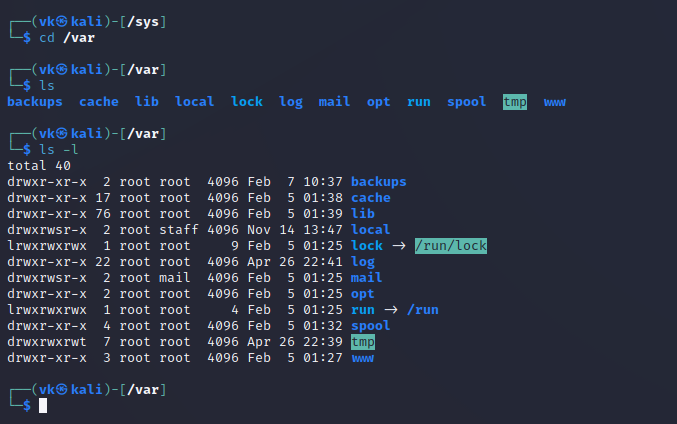 ┌──(vk㉿kali)-[/sys]
└─$ cd /var

┌──(vk㉿kali)-[/var]
└─$ ls
backups  cache  lib  local  lock  log  mail  opt  run  spool  tmp  www

┌──(vk㉿kali)-[/var]
└─$ ls -l
total 40
drwxr-xr-x  2 root root  4096 Feb  7 10:37 backups
drwxr-xr-x 17 root root  4096 Feb  5 01:38 cache
drwxr-xr-x 76 root root  4096 Feb  5 01:39 lib
drwxrwsr-x  2 root staff 4096 Nov 14 13:47 local
lrwxrwxrwx  1 root root     9 Feb  5 01:25 lock -> /run/lock
drwxr-xr-x 22 root root  4096 Apr 26 22:41 log
drwxrwsr-x  2 root mail  4096 Feb  5 01:25 mail
drwxr-xr-x  2 root root  4096 Feb  5 01:25 opt
lrwxrwxrwx  1 root root     4 Feb  5 01:25 run -> /run
drwxr-xr-x  4 root root  4096 Feb  5 01:32 spool
drwxrwxrwt  7 root root  4096 Apr 26 22:39 tmp
drwxr-xr-x  3 root root  4096 Feb  5 01:27 www

┌──(vk㉿kali)-[/var]
└─$